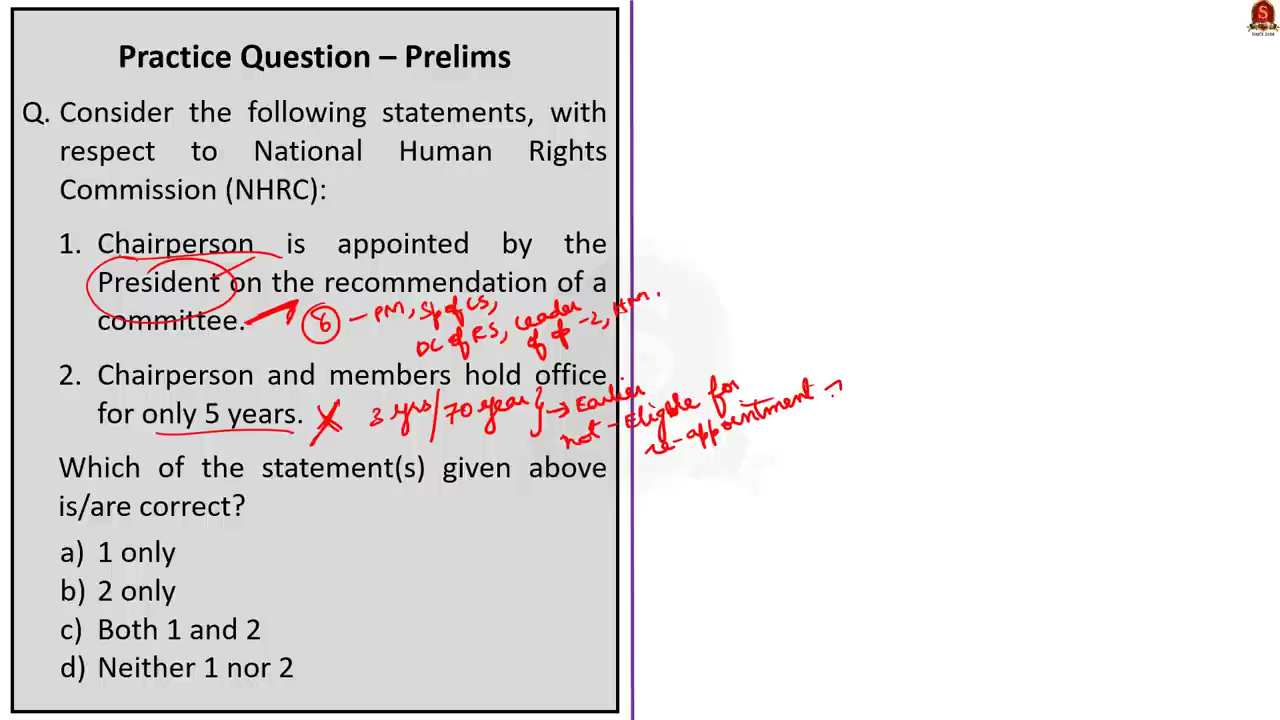 Practice Question – Prelims
Q. Consider the following statements, with
respect to National Human Rights
Commission (NHRC):
1. Chairperson is appointed by the
President on the recommendation of a
committee.
6 – PM, Sp of LS,
DC of RS, Leader
of op – 2, HM.
2. Chairperson and members hold office
for only 5 years.
X 3 yrs/70 year } → Earlier
not - Eligible for
re-appointment
Which of the statement(s) given above
is/are correct?
a) 1 only
b) 2 only
c) Both 1 and 2
d) Neither 1 nor 2
S